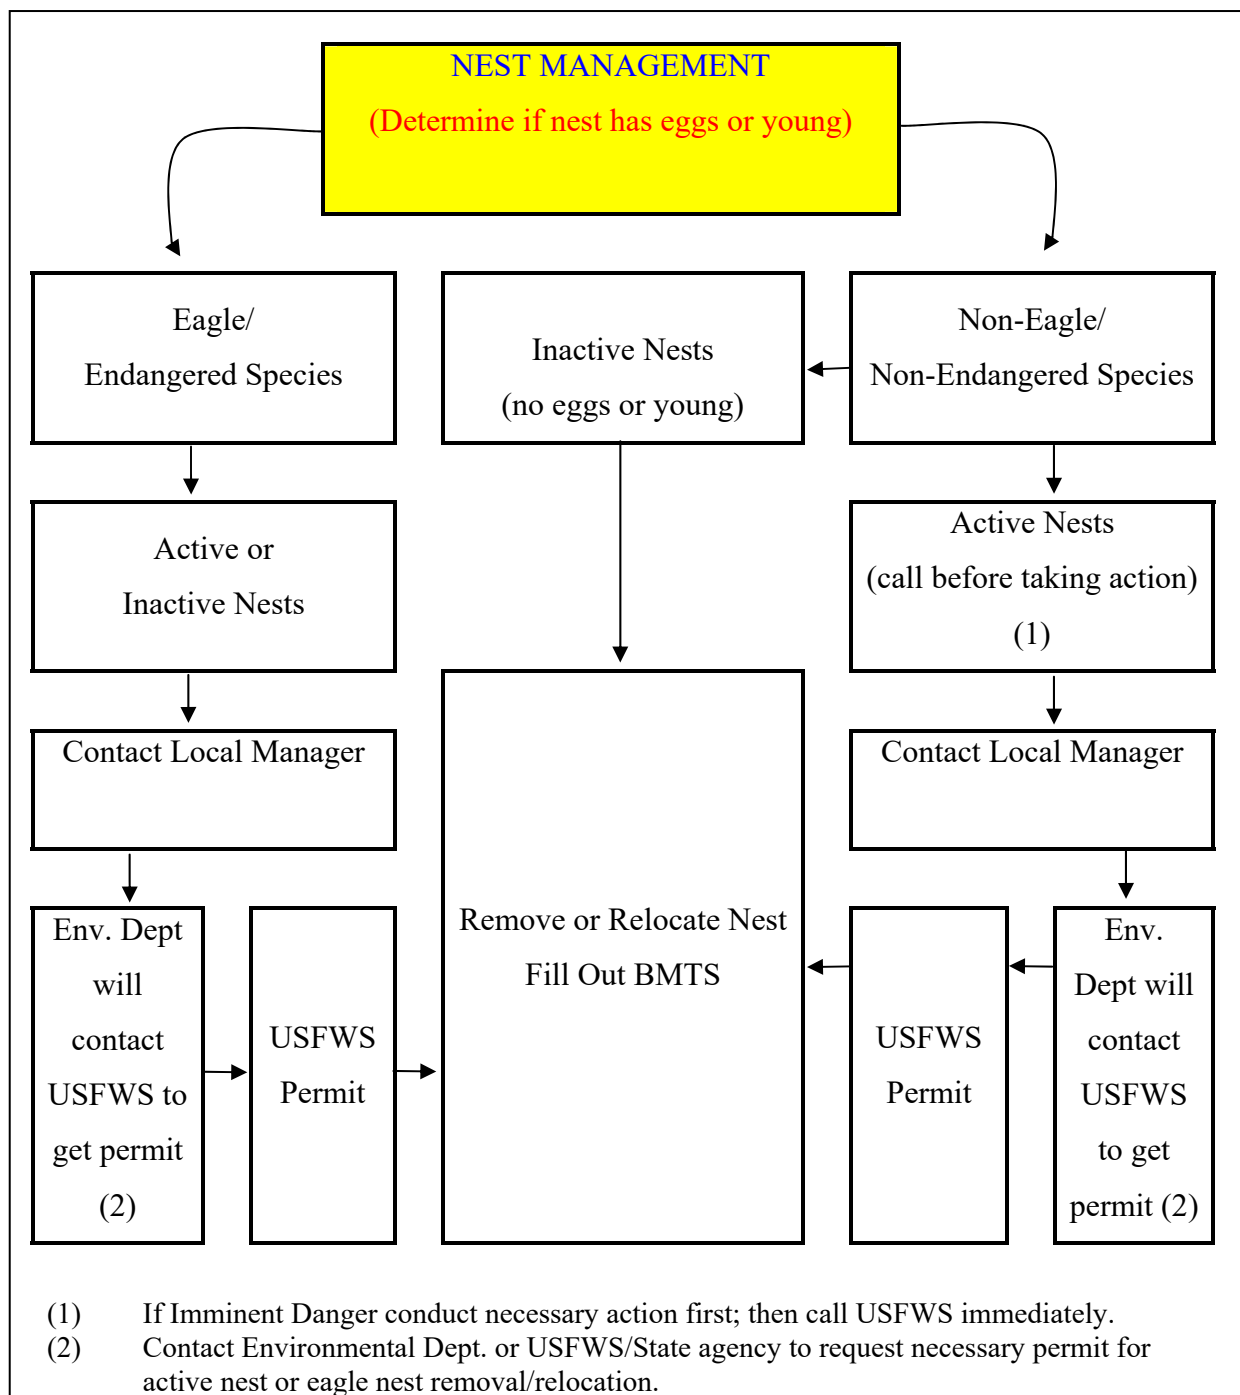 NEST MANAGEMENT
(Determine if nest has eggs or young)
Eagle/
Endangered Species
Inactive Nests
(no eggs or young)
Non-Eagle/
Non-Endangered Species
Active or
Inactive Nests
Active Nests
(call before taking action)
(1)
Contact Local Manager
Contact Local Manager
Env. Dept
will
contact
USFWS to
get permit
(2)
USFWS
Permit
Remove or Relocate Nest
Fill Out BMTS
USFWS
Permit
Env.
Dept will
contact
USFWS
to get
permit (2)
(1) If Imminent Danger conduct necessary action first; then call USFWS immediately.
(2) Contact Environmental Dept. or USFWS/State agency to request necessary permit for
active nest or eagle nest removal/relocation.